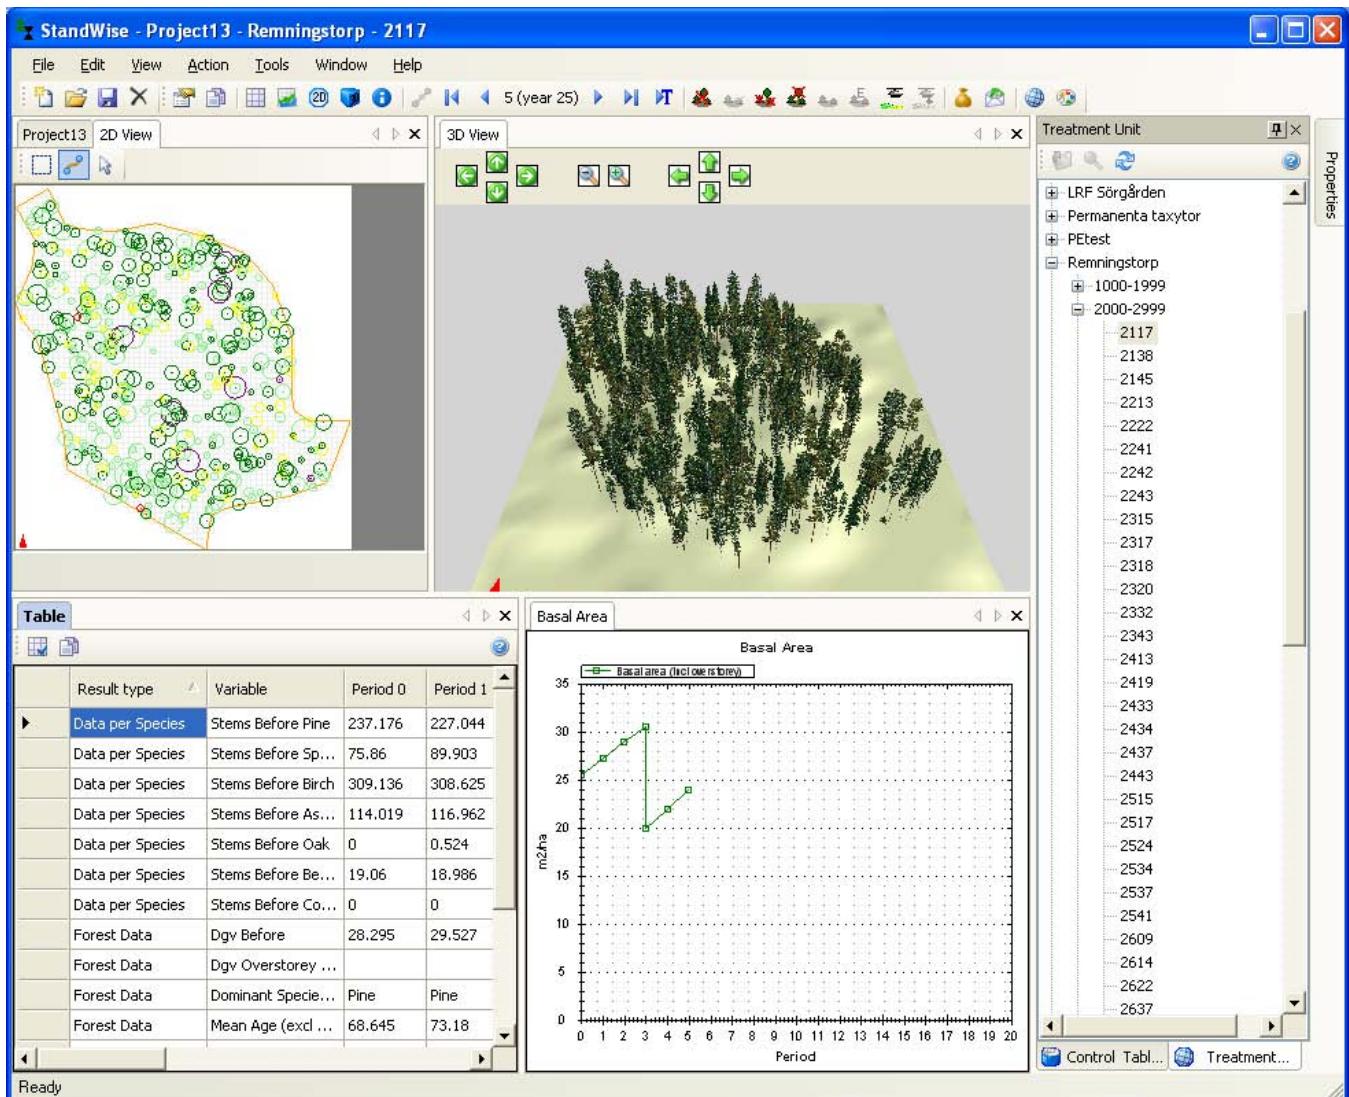 StandWise - Project13 - Remningstorp - 2117
File Edit View Action Tools Window Help
2D 5 (year 25) T
Project13 2D View
3D View
Treatment Unit
Properties
LRF Sörgården
Permanenta taxytor
PEtest
Remningstorp
1000-1999
2000-2999
2117
2138
2145
2213
2222
2241
2242
2243
2315
2317
2318
2320
2332
2343
2413
2419
2433
2434
2437
2443
2515
2517
2524
2534
2537
2541
2609
2614
2622
2637
Control Tabl... Treatment...
Table
Result type Variable Period 0 Period 1
Data per Species Stems Before Pine 237.176 227.044
Data per Species Stems Before Sp... 75.86 89.903
Data per Species Stems Before Birch 309.136 308.625
Data per Species Stems Before As... 114.019 116.962
Data per Species Stems Before Oak 0 0.524
Data per Species Stems Before Be... 19.06 18.986
Data per Species Stems Before Co... 0 0
Forest Data Dgv Before 28.295 29.527
Forest Data Dgv Overstorey ...
Forest Data Dominant Specie... Pine Pine
Forest Data Mean Age (excl ... 68.645 73.18
Basal Area
Basal Area
Basal area (Incl overstorey)
35
30
25
20
15
10
5
0
m2/ha
0 1 2 3 4 5 6 7 8 9 10 11 12 13 14 15 16 17 18 19 20
Period
Ready